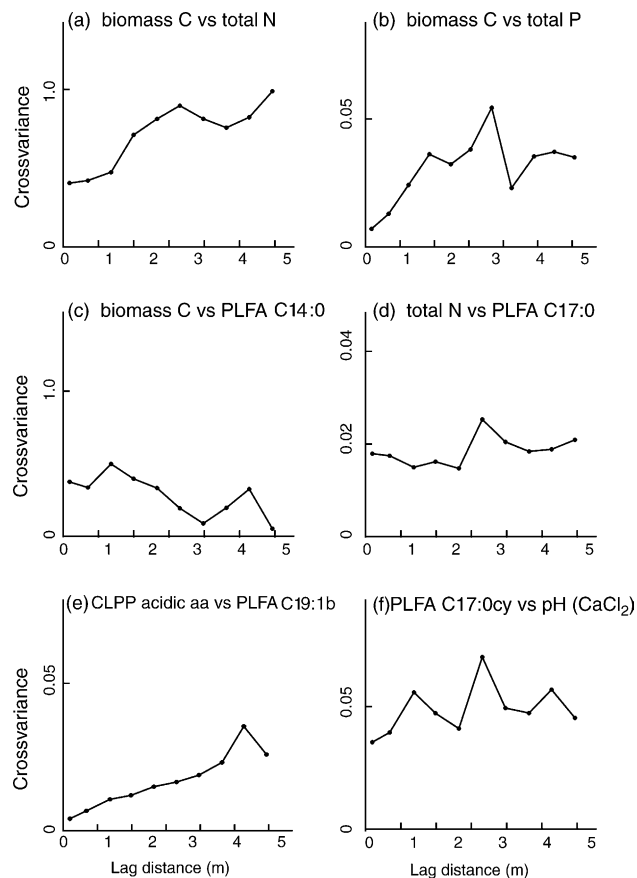 (a) biomass C vs total N
(b) biomass C vs total P
Crossvariance
1.0
0
0 1 2 3 4 5
0.05
0
0 1 2 3 4 5
(c) biomass C vs PLFA C14:0
(d) total N vs PLFA C17:0
Crossvariance
1.0
0
0 1 2 3 4 5
0.04
0.02
0
0 1 2 3 4 5
(e) CLPP acidic aa vs PLFA C19:1b
(f)PLFA C17:0cy vs pH (CaCl2)
Crossvariance
0.05
0
0 1 2 3 4 5
Lag distance (m)
0.05
0
0 1 2 3 4 5
Lag distance (m)